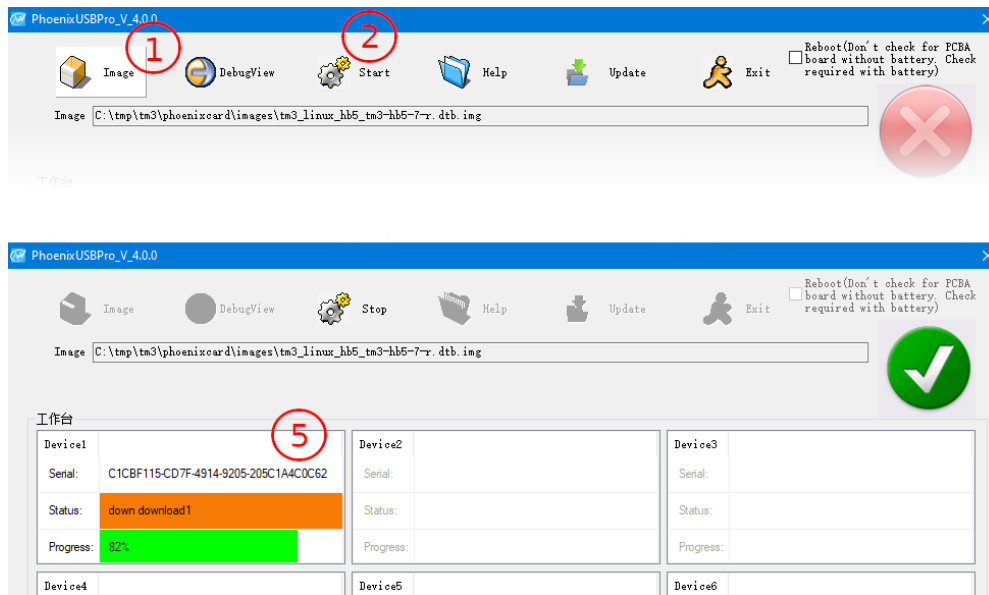 PhoenixUSBPro_V_4.0.0
1
2
Image DebugView Start Help Update Exit
Reboot(Don't check for PCBA
board without battery. Check
required with battery)
Image C:\tmp\tm3\phoenixcard\images\tm3_linux_hb5_tm3-hb5-7-r.dtb.img
工作台
PhoenixUSBPro_V_4.0.0
Image DebugView Stop Help Update Exit
Reboot(Don't check for PCBA
board without battery. Check
required with battery)
Image C:\tmp\tm3\phoenixcard\images\tm3_linux_hb5_tm3-hb5-7-r.dtb.img
工作台
5
Device1 Device2 Device3
Serial: C1CBF115-CD7F-4914-9205-205C1A4C0C62 Serial: Serial:
Status: down download1 Status: Status:
Progress: 82% Progress: Progress:
Device4 Device5 Device6